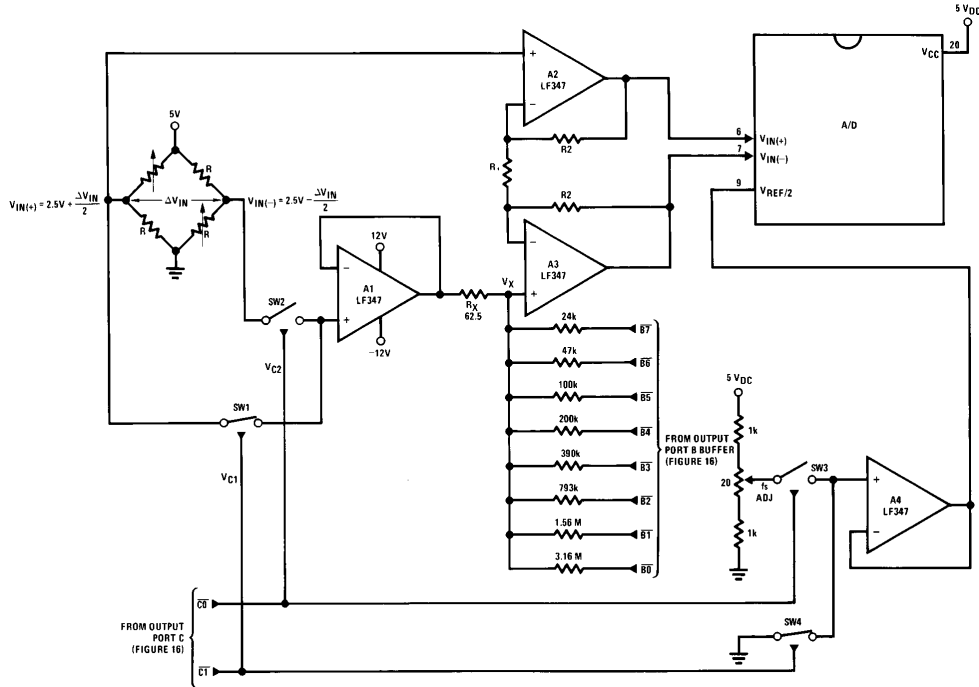 5 VDC
20
VCC
A/D
6
VIN(+)
7
VIN(−)
9
VREF/2
+
A2
LF347
−
R2
R2
5V
R
R
R
ΔVIN
VIN(+) = 2.5V + ΔVIN/2
VIN(−) = 2.5V − ΔVIN/2
SW2
VC2
SW1
VC1
12V
−
A1
LF347
+
−12V
RX
62.5
VX
−
A3
LF347
+
24k
B7
47k
B6
100k
B5
200k
B4
390k
B3
793k
B2
1.56 M
B1
3.16 M
B0
FROM OUTPUT
PORT B BUFFER
(FIGURE 16)
5 VDC
1k
20
fs
ADJ
1k
SW3
+
A4
LF347
−
SW4
FROM OUTPUT
PORT C
(FIGURE 16)
C0
C1